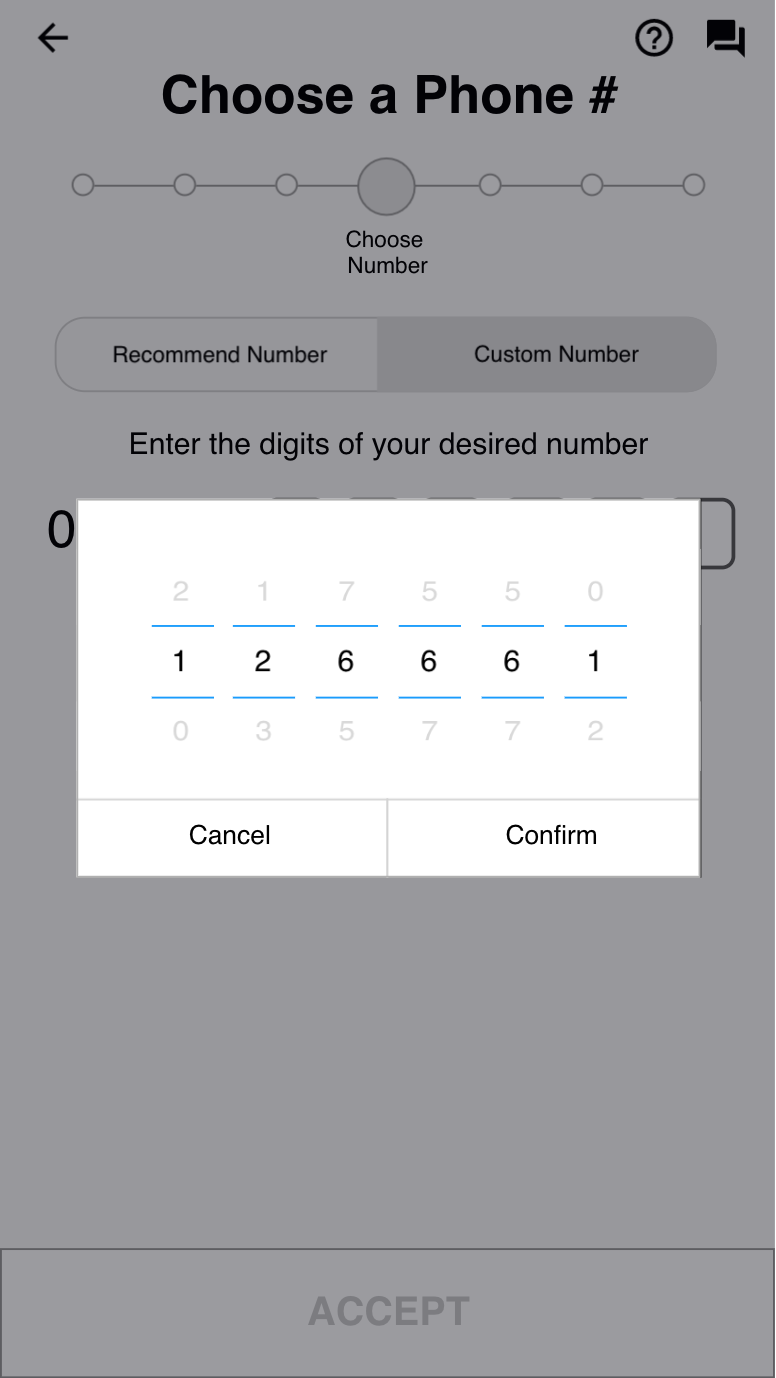 Choose a Phone #
Choose
Number
Recommend Number Custom Number
Enter the digits of your desired number
0
2 1 7 5 5 0
1 2 6 6 6 1
0 3 5 7 7 2
Cancel Confirm
ACCEPT